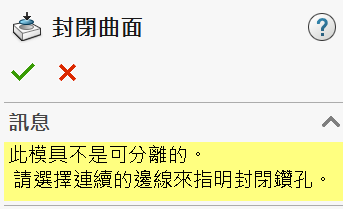 封閉曲面
?
訊息
此模具不是可分離的。
請選擇連續的邊線來指明封閉鑽孔。